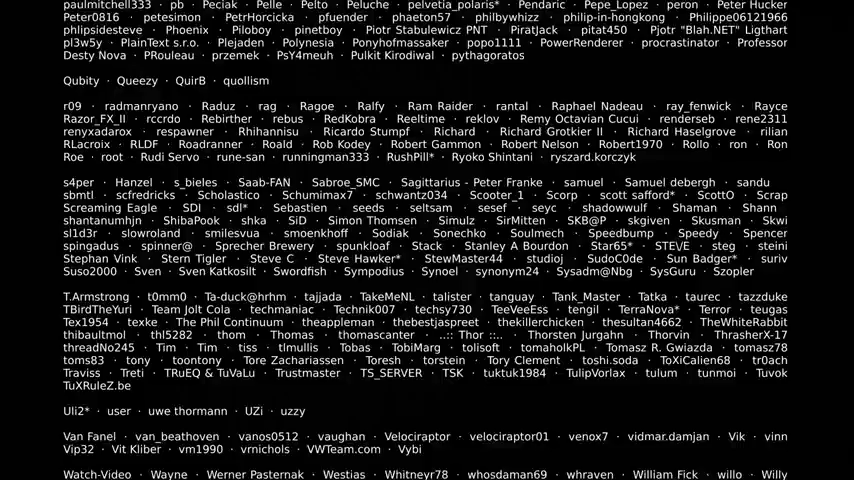 paulmitchell333 · pb · Peciak · Pelle · Pelto · Peluche · pelvetia_polaris* · Pendaric · Pepe_Lopez · peron · Peter Hucker
Peter0816 · petesimon · PetrHorcicka · pfuender · phaeton57 · philbywhizz · philip-in-hongkong · Philippe06121966
phlipsidesteve · Phoenix · Piloboy · pinetboy · Piotr Stabulewicz PNT · PiratJack · pitat450 · Pjotr "Blah.NET" Ligthart
pl3w5y · PlainText s.r.o. · Plejaden · Polynesia · Ponyhofmassaker · popo1111 · PowerRenderer · procrastinator · Professor
Desty Nova · PRouleau · przemek · PsY4meuh · Pulkit Kirodiwal · pythagoratos
Qubity · Queezy · QuirB · quollism
r09 · radmanryano · Raduz · rag · Ragoe · Ralfy · Ram Raider · rantal · Raphael Nadeau · ray_fenwick · Rayce
Razor_FX_II · rccrdo · Rebirther · rebus · RedKobra · Reeltime · reklov · Remy Octavian Cucui · renderseb · rene2311
renyxadarox · respawner · Rhihannisu · Ricardo Stumpf · Richard · Richard Grotkier II · Richard Haselgrove · rilian
RLacroix · RLDF · Roadranner · Roald · Rob Kodey · Robert Gammon · Robert Nelson · Robert1970 · Rollo · ron · Ron
Roe · root · Rudi Servo · rune-san · runningman333 · RushPill* · Ryoko Shintani · ryszard.korczyk
s4per · Hanzel · s_bieles · Saab-FAN · Sabroe_SMC · Sagittarius - Peter Franke · samuel · Samuel debergh · sandu
sbmtl · scfredricks · Scholastico · Schumimax7 · schwantz034 · Scooter_1 · Scorp · scott safford* · ScottO · Scrap
Screaming Eagle · SDI · sdl* · Sebastien · seeds · seltsam · sesef · seyc · shadowwulf · Shaman · Shann
shantanumhjn · ShibaPook · shka · SiD · Simon Thomsen · Simulz · SirMitten · SKB@P · skgiven · Skusman · Skwi
sl1d3r · slowroland · smilesvua · smoenkhoff · Sodiak · Sonechko · Soulmech · Speedbump · Speedy · Spencer
spingadus · spinner@ · Sprecher Brewery · spunkloaf · Stack · Stanley A Bourdon · Star65* · STE\/E · steg · steini
Stephan Vink · Stern Tigler · Steve C · Steve Hawker* · StewMaster44 · studioj · SudoC0de · Sun Badger* · suriv
Suso2000 · Sven · Sven Katkosilt · Swordfish · Sympodius · Synoel · synonym24 · Sysadm@Nbg · SysGuru · Szopler
T.Armstrong · t0mm0 · Ta-duck@hrhm · tajjada · TakeMeNL · talister · tanguay · Tank_Master · Tatka · taurec · tazzduke
TBirdTheYuri · Team Jolt Cola · techmaniac · Technik007 · techsy730 · TeeVeeEss · tengil · TerraNova* · Terror · teugas
Tex1954 · texke · The Phil Continuum · theappleman · thebestjaspreet · thekillerchicken · thesultan4662 · TheWhiteRabbit
thibaultmol · thl5282 · thom · Thomas · thomascanter · ..:: Thor ::.. · Thorsten Jurgahn · Thorvin · ThrasherX-17
threadNo245 · Tim · Tim · tiss · tlmullis · Tobas · TobiMarg · tolisoft · tomaholkPL · Tomasz R. Gwiazda · tomasz78
toms83 · tony · toontony · Tore Zachariassen · Toresh · torstein · Tory Clement · toshi.soda · ToXiCalien68 · tr0ach
Traviss · Treti · TRuEQ & TuVaLu · Trustmaster · TS_SERVER · TSK · tuktuk1984 · TulipVorlax · tulum · tunmoi · Tuvok
TuXRuleZ.be
Uli2* · user · uwe thormann · UZi · uzzy
Van Fanel · van_beathoven · vanos0512 · vaughan · Velociraptor · velociraptor01 · venox7 · vidmar.damjan · Vik · vinn
Vip32 · Vit Kliber · vm1990 · vrnichols · VWTeam.com · Vybi
Watch-Video · Wayne · Werner Pasternak · Westias · Whitneyr78 · whosdaman69 · whraven · William Fick · willo · Willy